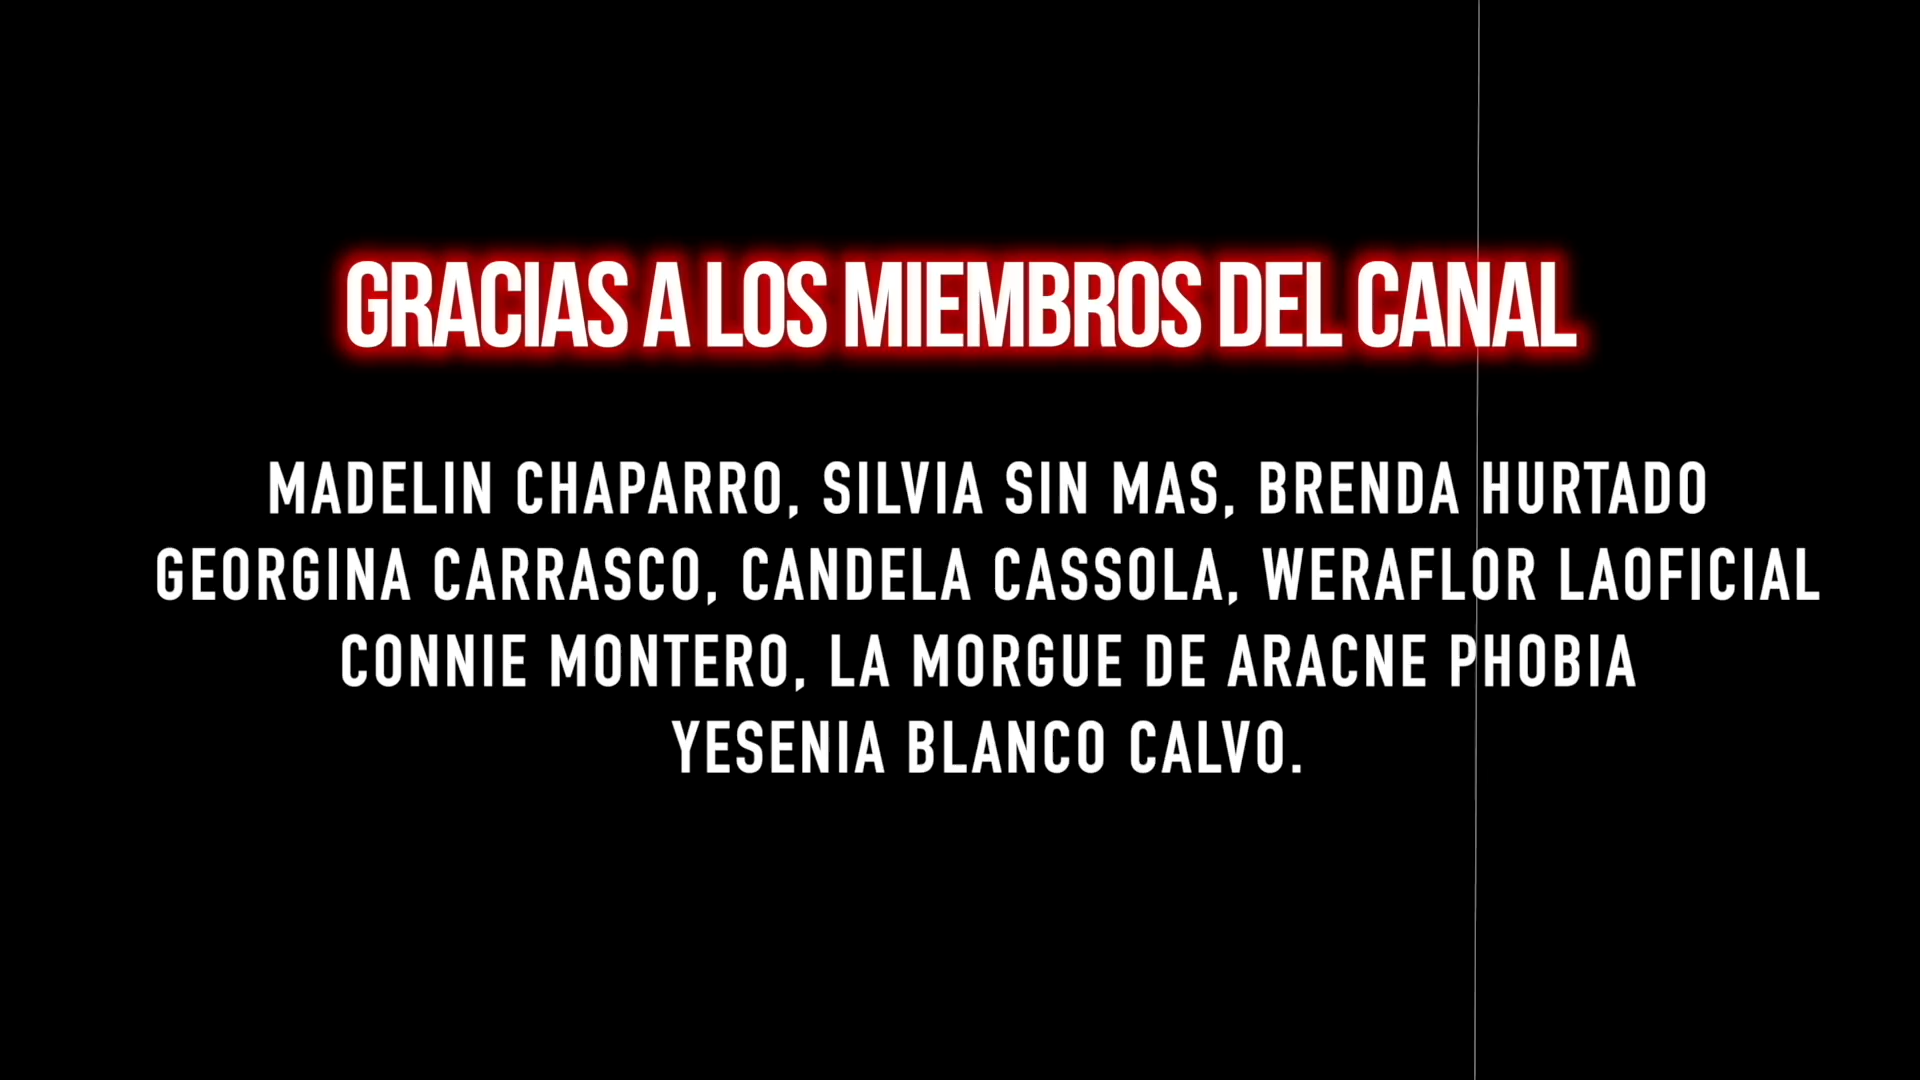 GRACIAS A LOS MIEMBROS DEL CANAL
MADELIN CHAPARRO, SILVIA SIN MAS, BRENDA HURTADO
GEORGINA CARRASCO, CANDELA CASSOLA, WERAFLOR LAOFICIAL
CONNIE MONTERO, LA MORGUE DE ARACNE PHOBIA
YESENIA BLANCO CALVO.